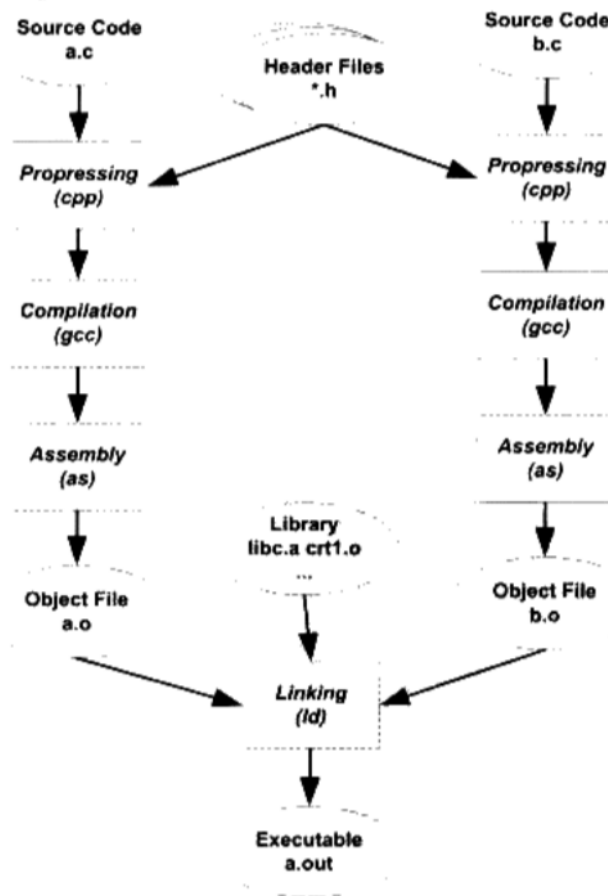 Source Code
a.c
Header Files
*.h
Source Code
b.c
Propressing
(cpp)
Propressing
(cpp)
Compilation
(gcc)
Compilation
(gcc)
Assembly
(as)
Assembly
(as)
Library
libc.a crt1.o
...
Object File
a.o
Object File
b.o
Linking
(ld)
Executable
a.out